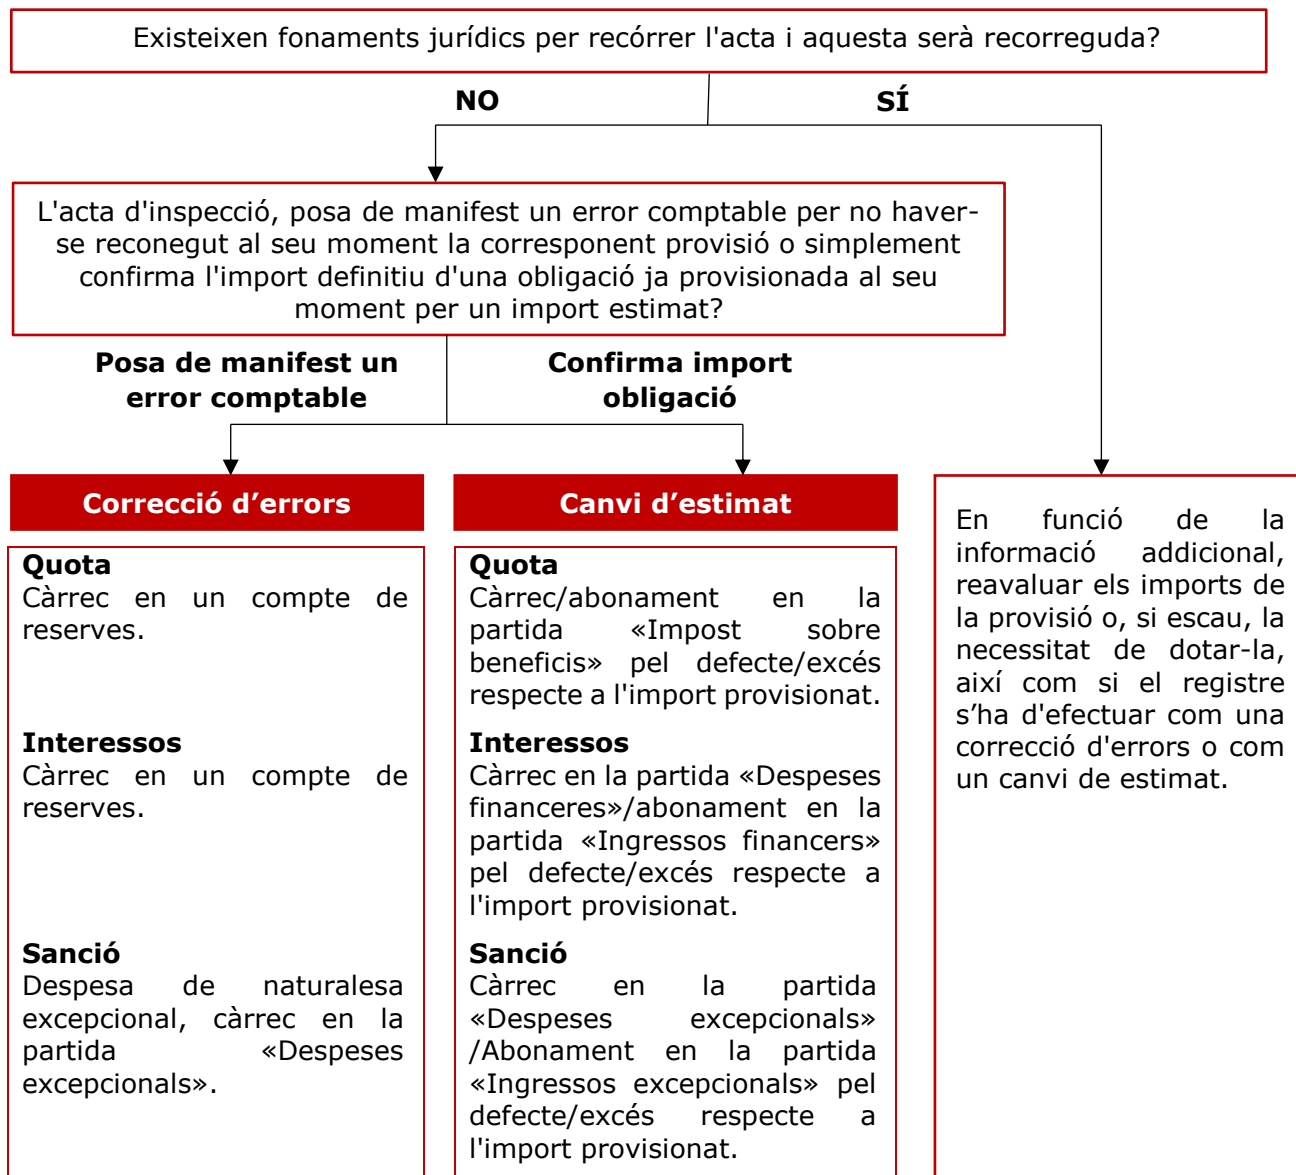 Existeixen fonaments jurídics per recórrer l'acta i aquesta serà recorreguda?
NO
SÍ
L'acta d'inspecció, posa de manifest un error comptable per no haver-
se reconegut al seu moment la corresponent provisió o simplement
confirma l'import definitiu d'una obligació ja provisionada al seu
moment per un import estimat?
Posa de manifest un
error comptable
Confirma import
obligació
Correcció d’errors
Quota
Càrrec en un compte de
reserves.
Interessos
Càrrec en un compte de
reserves.
Sanció
Despesa de naturalesa
excepcional, càrrec en la
partida «Despeses
excepcionals».
Canvi d’estimat
Quota
Càrrec/abonament en la
partida «Impost sobre
beneficis» pel defecte/excés
respecte a l'import provisionat.
Interessos
Càrrec en la partida «Despeses
financeres»/abonament en la
partida «Ingressos financers»
pel defecte/excés respecte a
l'import provisionat.
Sanció
Càrrec en la partida
«Despeses excepcionals»
/Abonament en la partida
«Ingressos excepcionals» pel
defecte/excés respecte a
l'import provisionat.
En funció de la
informació addicional,
reavaluar els imports de
la provisió o, si escau, la
necessitat de dotar-la,
així com si el registre
s’ha d'efectuar com una
correcció d'errors o com
un canvi de estimat.